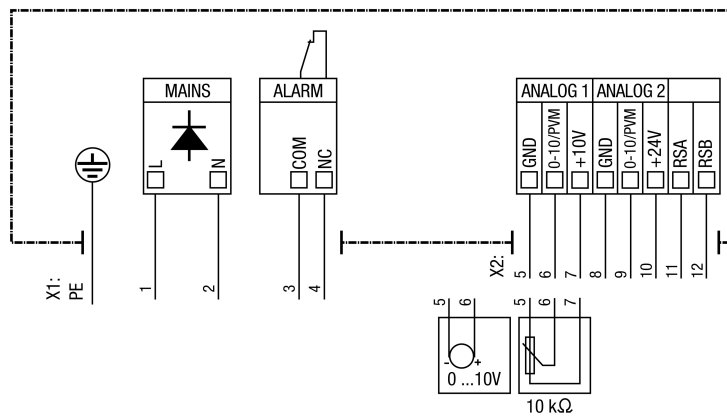 MAINS
ALARM
ANALOG 1
ANALOG 2
L
N
COM
NC
GND
0-10/PVM
+10V
GND
0-10/PVM
+24V
RSA
RSB
X1:
PE
1
2
3
4
X2:
5
6
7
8
9
10
11
12
5
6
5
6
7
- +
0 ...10V
10 kΩ